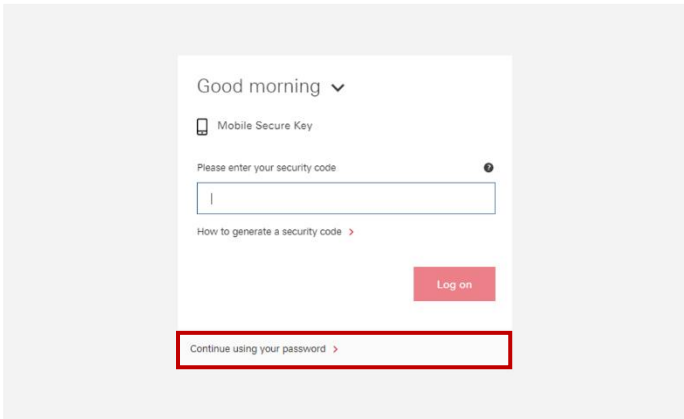 Good morning
Mobile Secure Key
Please enter your security code
?
How to generate a security code >
Log on
Continue using your password >